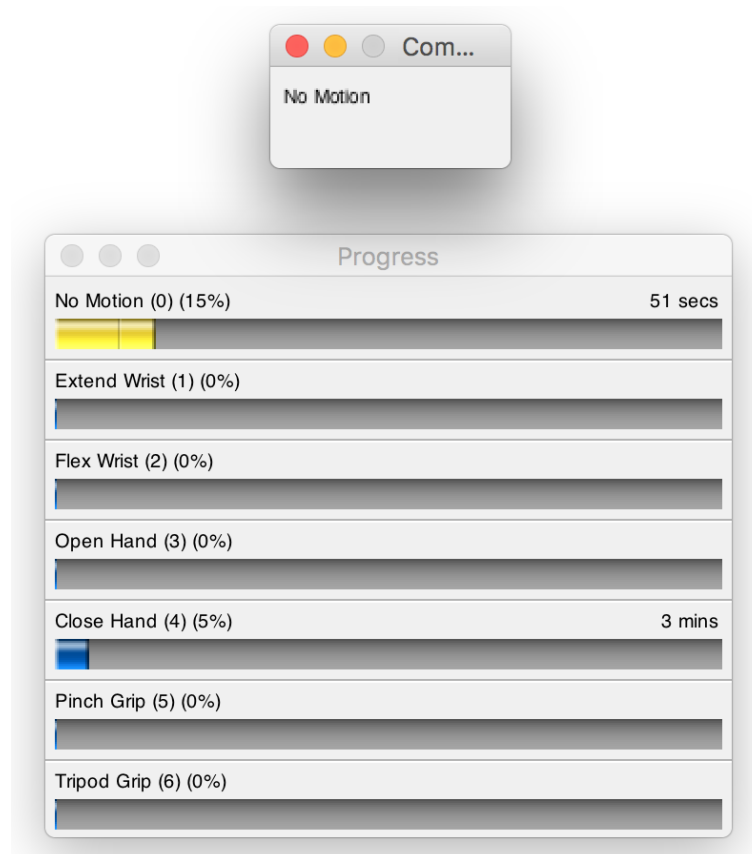 Com...
No Motion
Progress
No Motion (0) (15%) 51 secs
Extend Wrist (1) (0%)
Flex Wrist (2) (0%)
Open Hand (3) (0%)
Close Hand (4) (5%) 3 mins
Pinch Grip (5) (0%)
Tripod Grip (6) (0%)